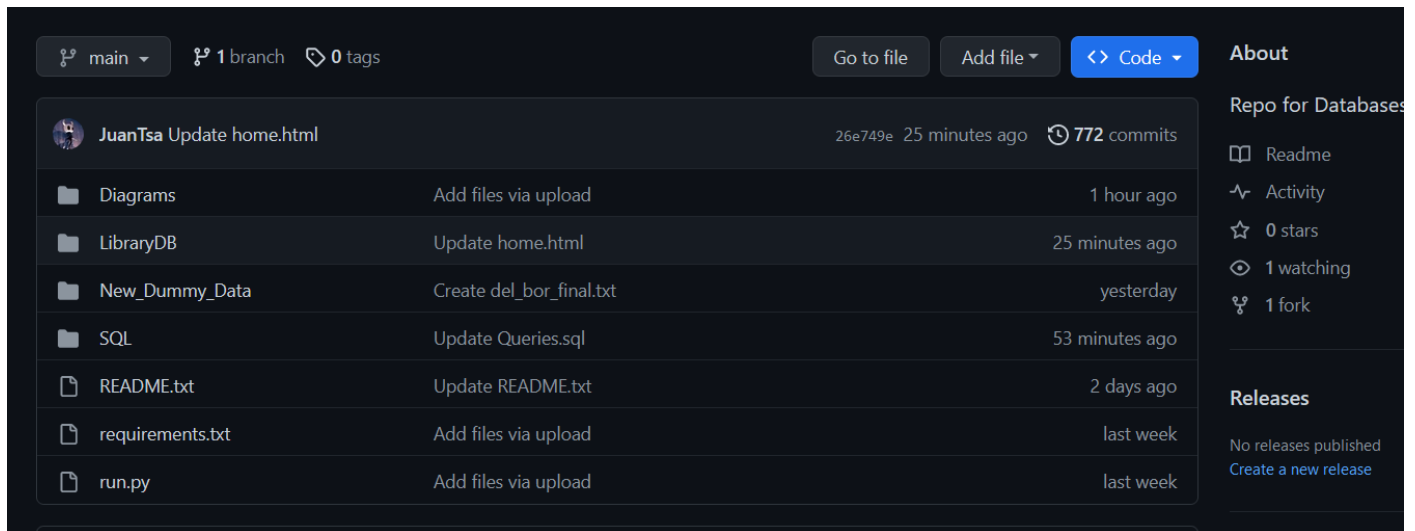 main 1 branch 0 tags Go to file Add file Code
JuanTsa Update home.html 26e749e 25 minutes ago 772 commits
Diagrams Add files via upload 1 hour ago
LibraryDB Update home.html 25 minutes ago
New_Dummy_Data Create del_bor_final.txt yesterday
SQL Update Queries.sql 53 minutes ago
README.txt Update README.txt 2 days ago
requirements.txt Add files via upload last week
run.py Add files via upload last week
About
Repo for Databases
Readme
Activity
0 stars
1 watching
1 fork
Releases
No releases published
Create a new release